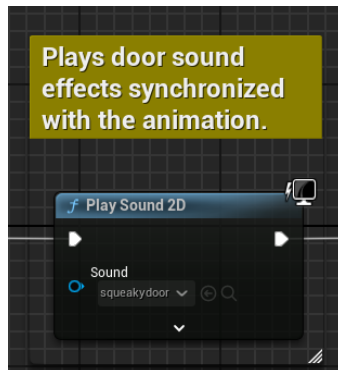 Plays door sound
effects synchronized
with the animation.
f Play Sound 2D
Sound
squeakydoor